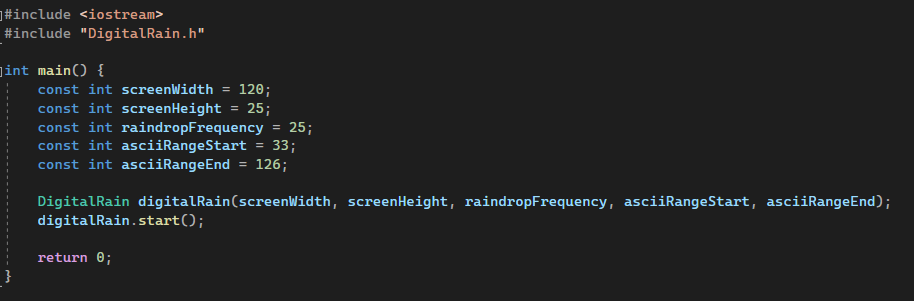 #include <iostream>
#include "DigitalRain.h"
int main() {
const int screenWidth = 120;
const int screenHeight = 25;
const int raindropFrequency = 25;
const int asciiRangeStart = 33;
const int asciiRangeEnd = 126;
DigitalRain digitalRain(screenWidth, screenHeight, raindropFrequency, asciiRangeStart, asciiRangeEnd);
digitalRain.start();
return 0;
}